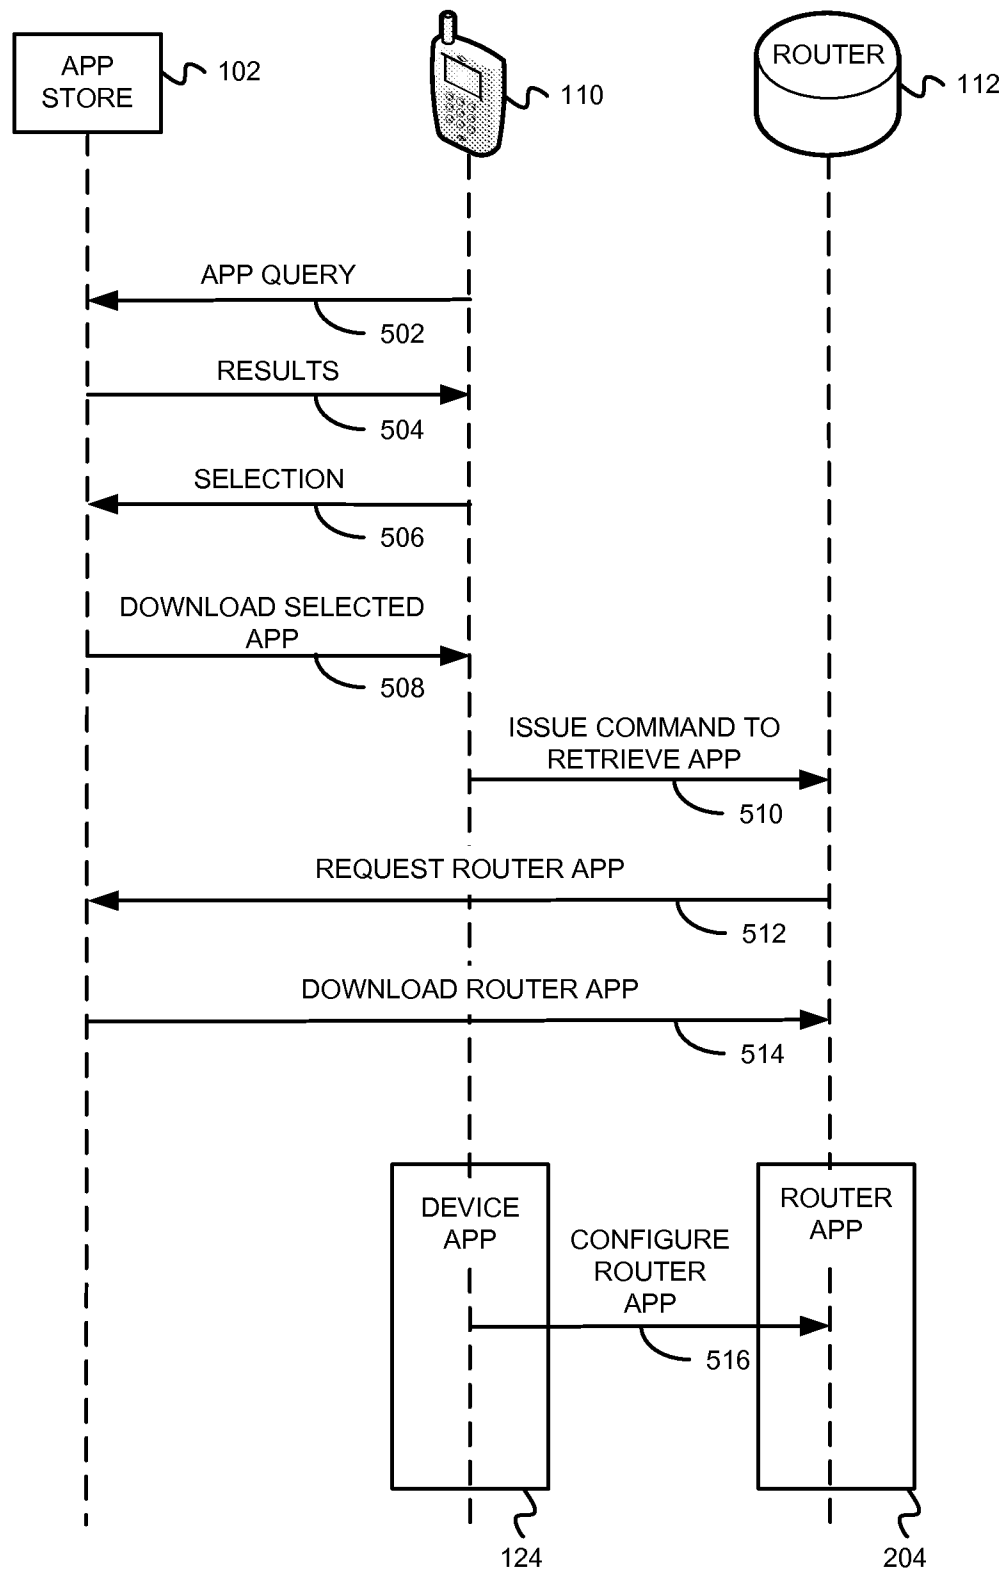 APP
STORE
102
110
ROUTER
112
APP QUERY
502
RESULTS
504
SELECTION
506
DOWNLOAD SELECTED
APP
508
ISSUE COMMAND TO
RETRIEVE APP
510
REQUEST ROUTER APP
512
DOWNLOAD ROUTER APP
514
DEVICE
APP
CONFIGURE
ROUTER
APP
516
ROUTER
APP
124
204